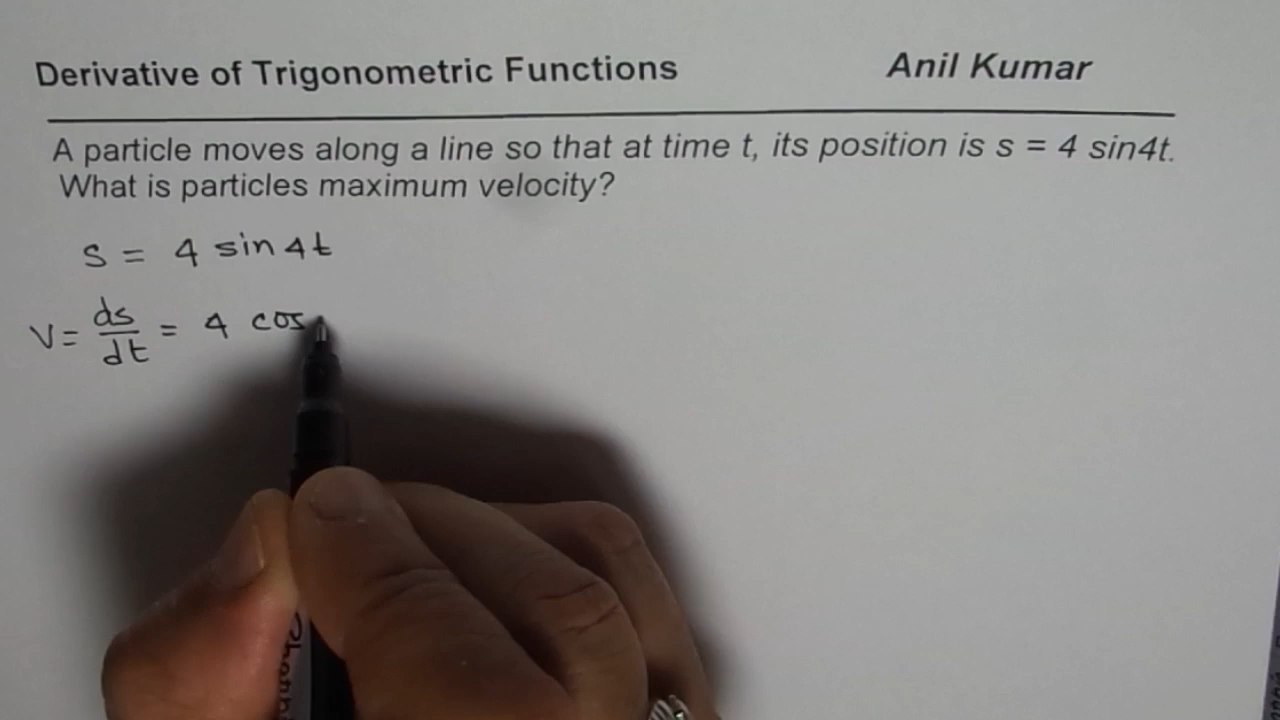 Derivative of Trigonometric Functions Anil Kumar
A particle moves along a line so that at time t, its position is s = 4 sin4t.
What is particles maximum velocity?
s = 4 sin 4t
v = ds/dt = 4 cos